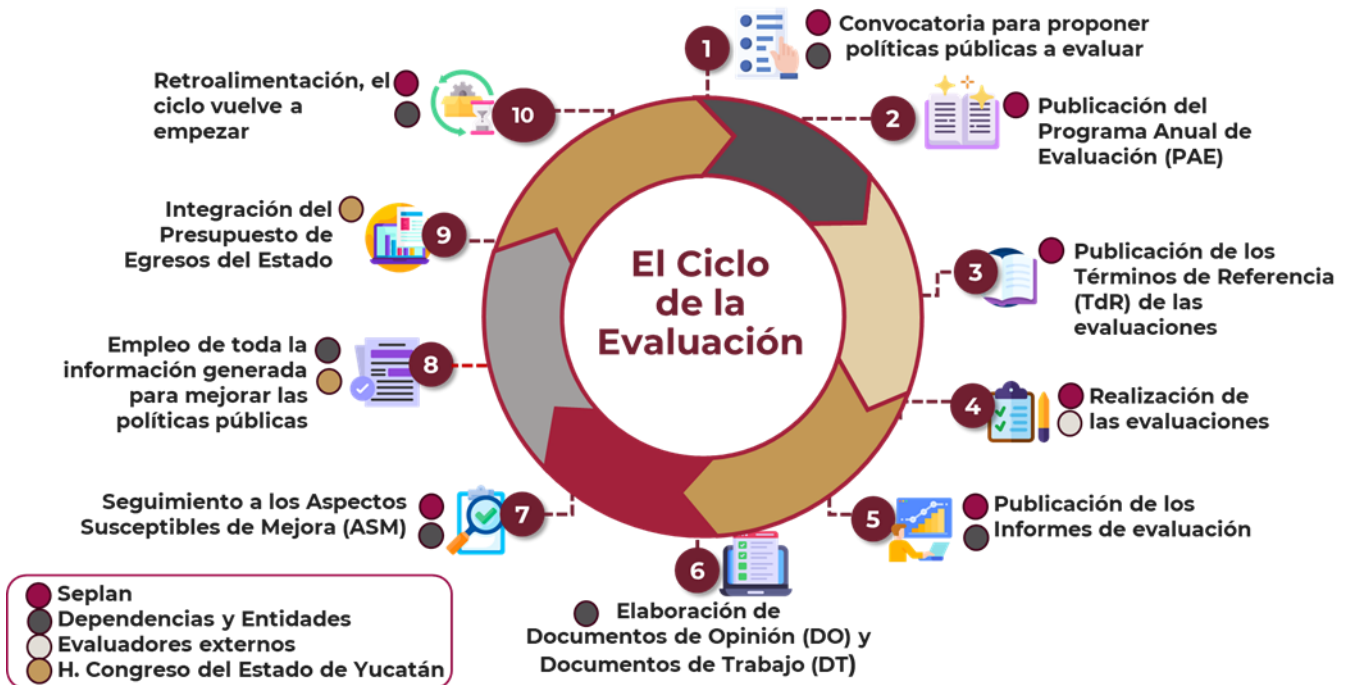 El Ciclo
de la
Evaluación
1
Convocatoria para proponer
políticas públicas a evaluar
2
Publicación del
Programa Anual de
Evaluación (PAE)
3
Publicación de los
Términos de Referencia
(TdR) de las
evaluaciones
4
Realización de
las evaluaciones
5
Publicación de los
Informes de evaluación
6
Elaboración de
Documentos de Opinión (DO) y
Documentos de Trabajo (DT)
7
Seguimiento a los Aspectos
Susceptibles de Mejora (ASM)
8
Empleo de toda la
información generada
para mejorar las
políticas públicas
9
Integración del
Presupuesto de
Egresos del Estado
10
Retroalimentación, el
ciclo vuelve a
empezar
Seplan
Dependencias y Entidades
Evaluadores externos
H. Congreso del Estado de Yucatán